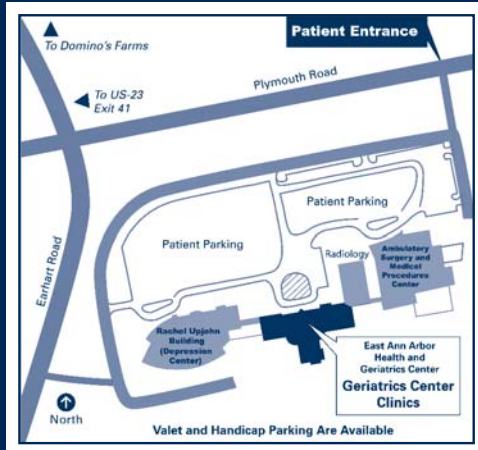 To Domino's Farms
Patient Entrance
To US-23
Exit 41
Plymouth Road
Earhart Road
Patient Parking
Patient Parking
Radiology
Ambulatory
Surgery and
Medical
Procedures
Center
Rachel Upjohn
Building
(Depression
Center)
East Ann Arbor
Health and
Geriatrics Center
Geriatrics Center
Clinics
North
Valet and Handicap Parking Are Available